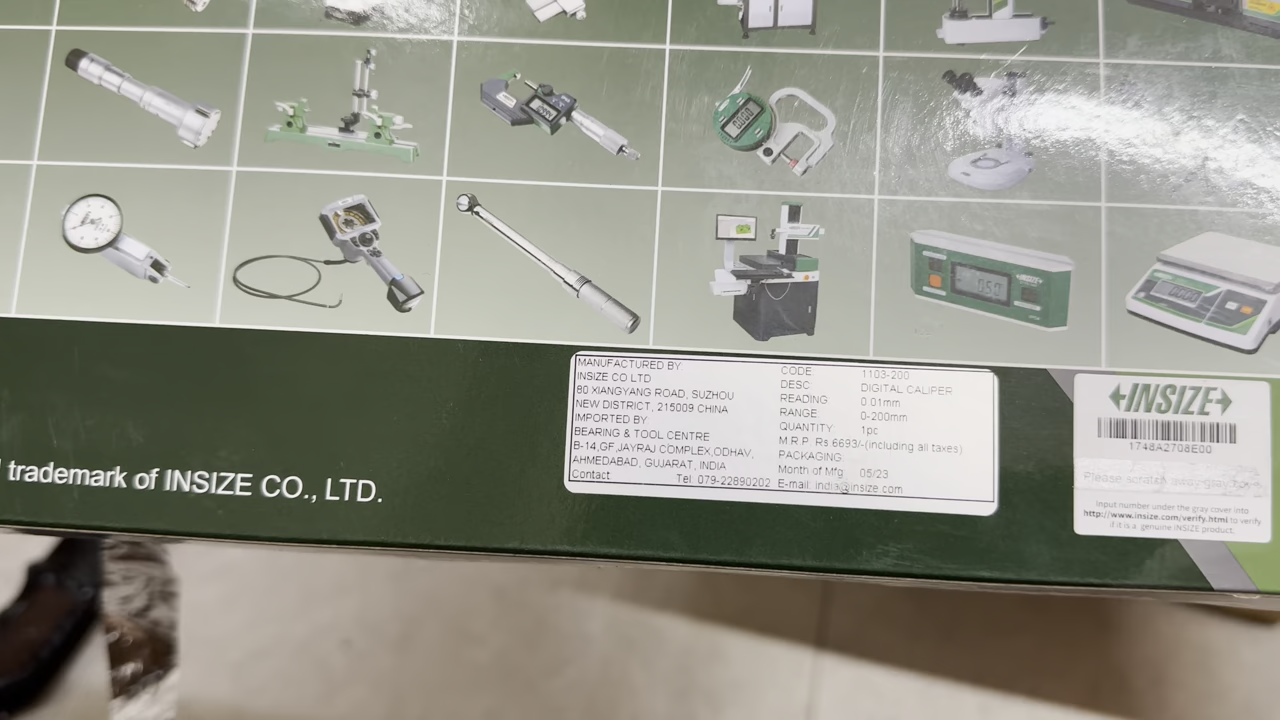 MANUFACTURED BY
INSIZE CO LTD
80 XIANGYANG ROAD, SUZHOU
NEW DISTRICT, 215009 CHINA
IMPORTED BY
BEARING & TOOL CENTRE
B-14,GF,JAYRAJ COMPLEX,ODHAV,
AHMEDABAD, GUJARAT, INDIA
Contact: Tel. 079-22890202 E-mail. india@insize.com
CODE 1103-200
DESC: DIGITAL CALIPER
READING 0.01mm
RANGE: 0-200mm
QUANTITY: 1pc
M R P Rs 6693/-(including all taxes)
PACKAGING:
Month of Mfg 05/23
INSIZE
1748A2708E00
Please scratch away gray
Input number under the gray cover into
http://www.insize.com/verify.html to verify
if it is a genuine INSIZE product.
trademark of INSIZE CO., LTD.